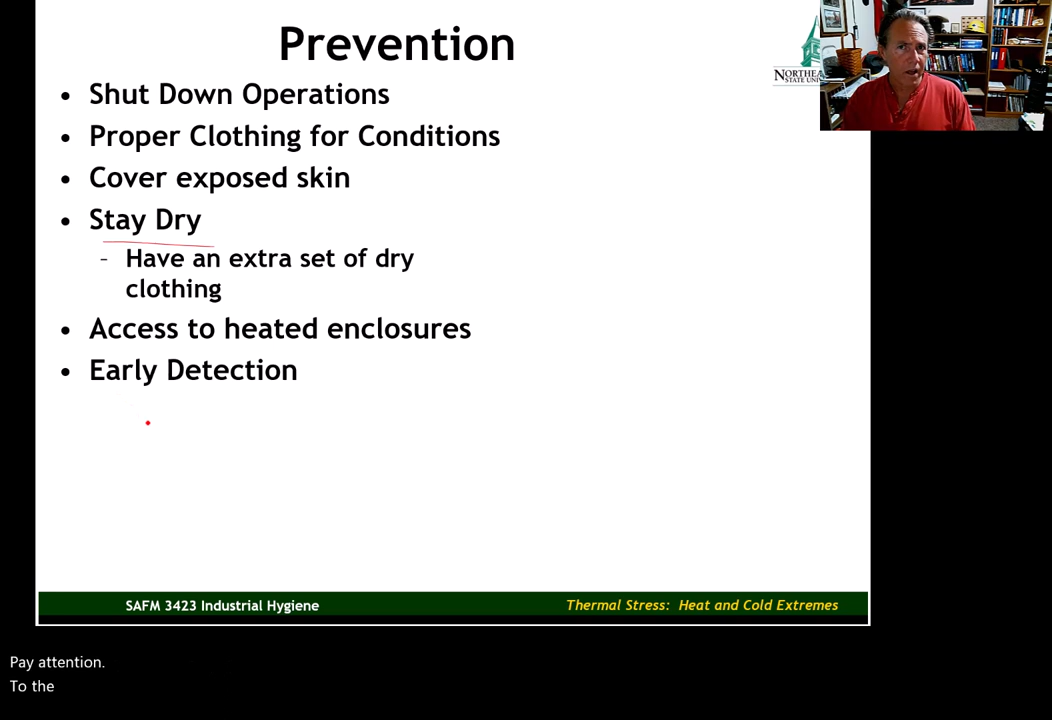 Prevention
• Shut Down Operations
• Proper Clothing for Conditions
• Cover exposed skin
• Stay Dry
– Have an extra set of dry
clothing
• Access to heated enclosures
• Early Detection
SAFM 3423 Industrial Hygiene
Thermal Stress: Heat and Cold Extremes
Pay attention.
To the